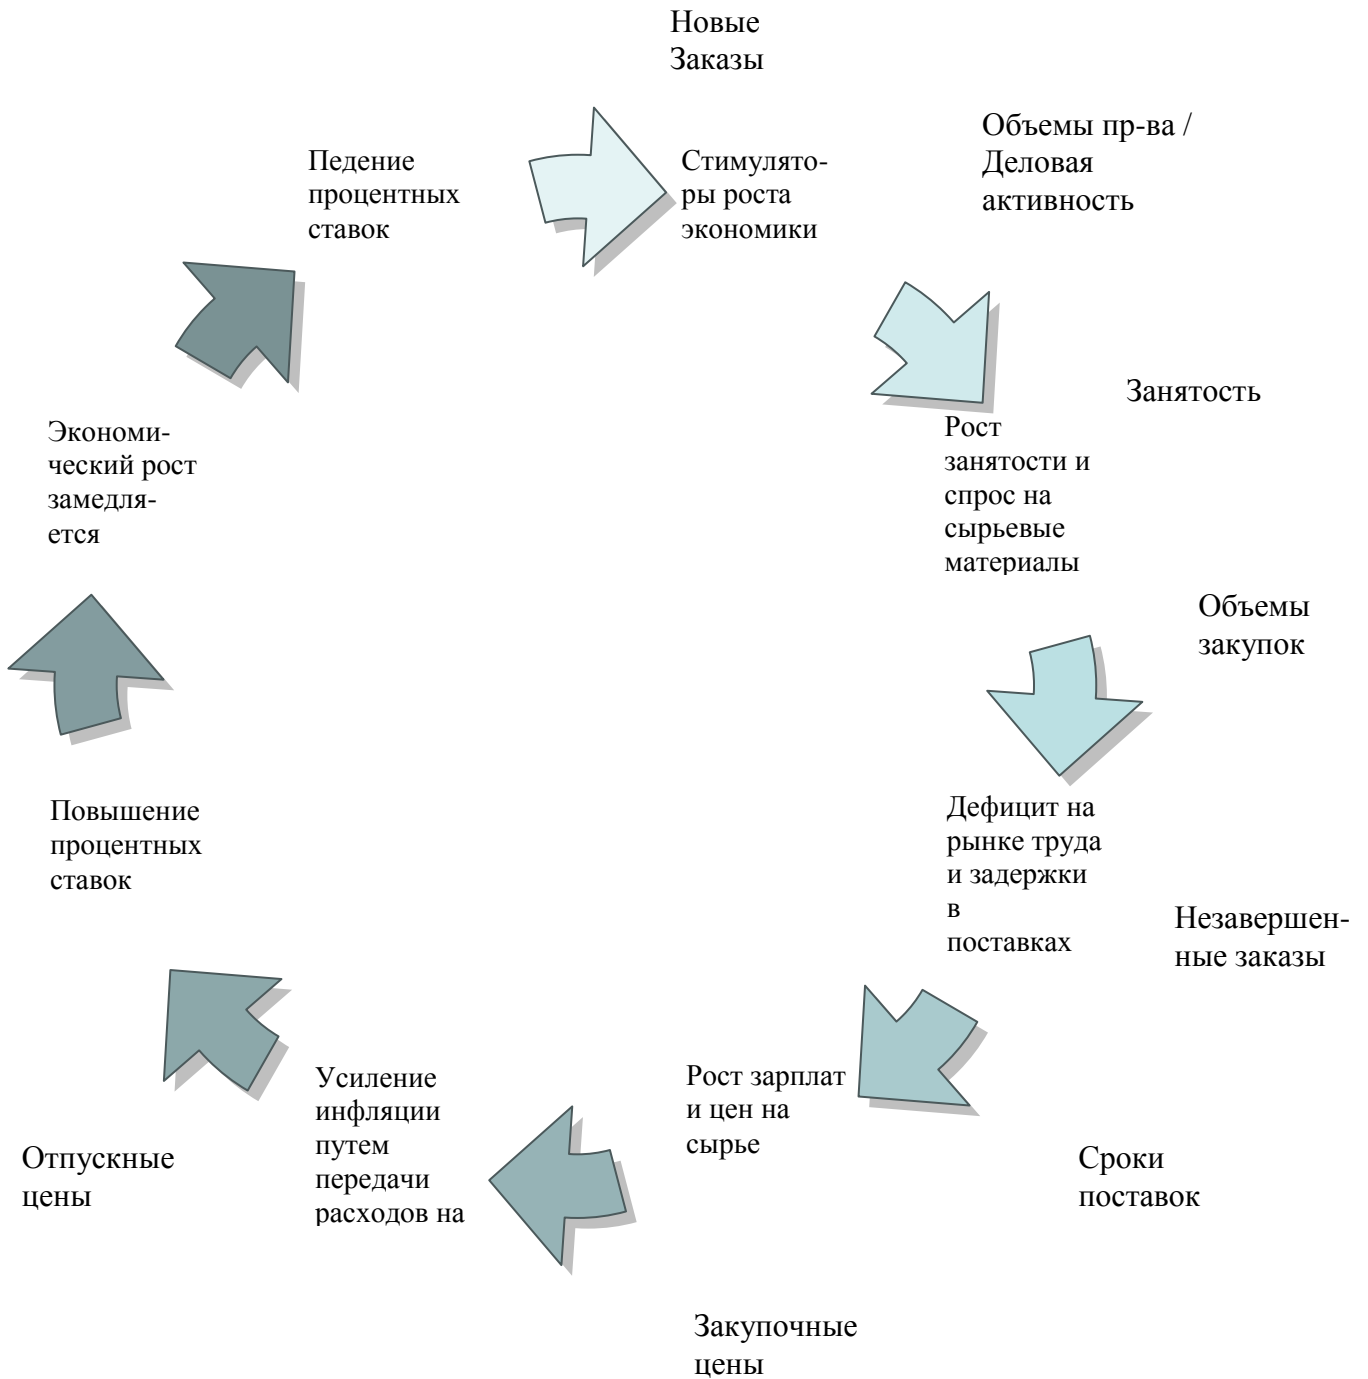 Новые
Заказы
Объемы пр-ва /
Деловая
активность
Педение
процентных
ставок
Стимулято-
ры роста
экономики
Занятость
Рост
занятости и
спрос на
сырьевые
материалы
Экономи-
ческий рост
замедля-
ется
Объемы
закупок
Дефицит на
рынке труда
и задержки
в
поставках
Повышение
процентных
ставок
Незавершен-
ные заказы
Рост зарплат
и цен на
сырье
Усиление
инфляции
путем
передачи
расходов на
Отпускные
цены
Сроки
поставок
Закупочные
цены